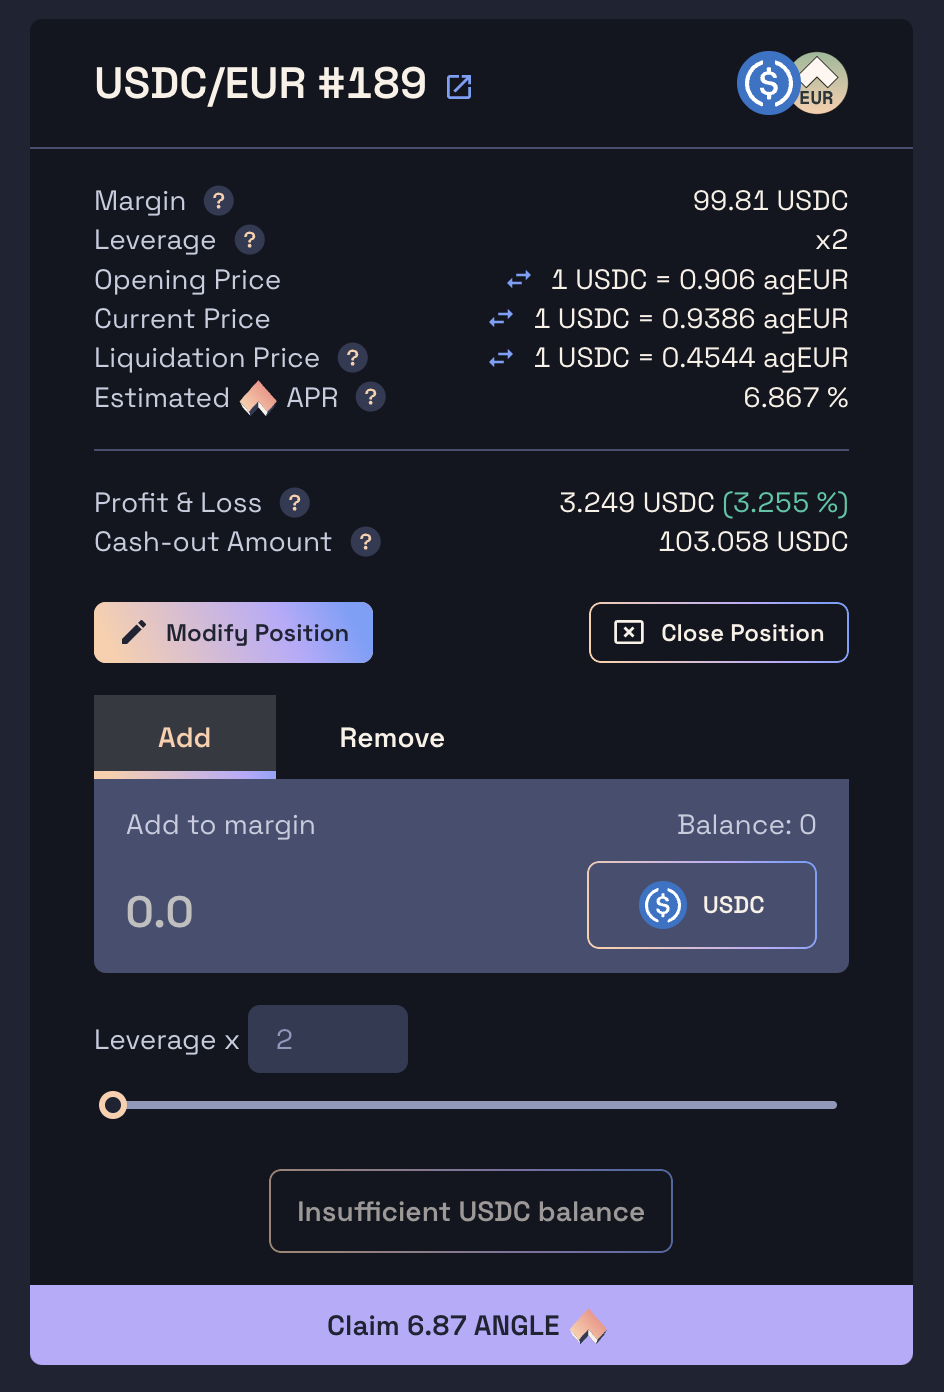 USDC/EUR #189
EUR
Margin ? 99.81 USDC
Leverage ? x2
Opening Price 1 USDC = 0.906 agEUR
Current Price 1 USDC = 0.9386 agEUR
Liquidation Price ? 1 USDC = 0.4544 agEUR
Estimated APR ? 6.867 %
Profit & Loss ? 3.249 USDC (3.255 %)
Cash-out Amount ? 103.058 USDC
Modify Position Close Position
Add Remove
Add to margin Balance: 0
0.0 USDC
Leverage x 2
Insufficient USDC balance
Claim 6.87 ANGLE